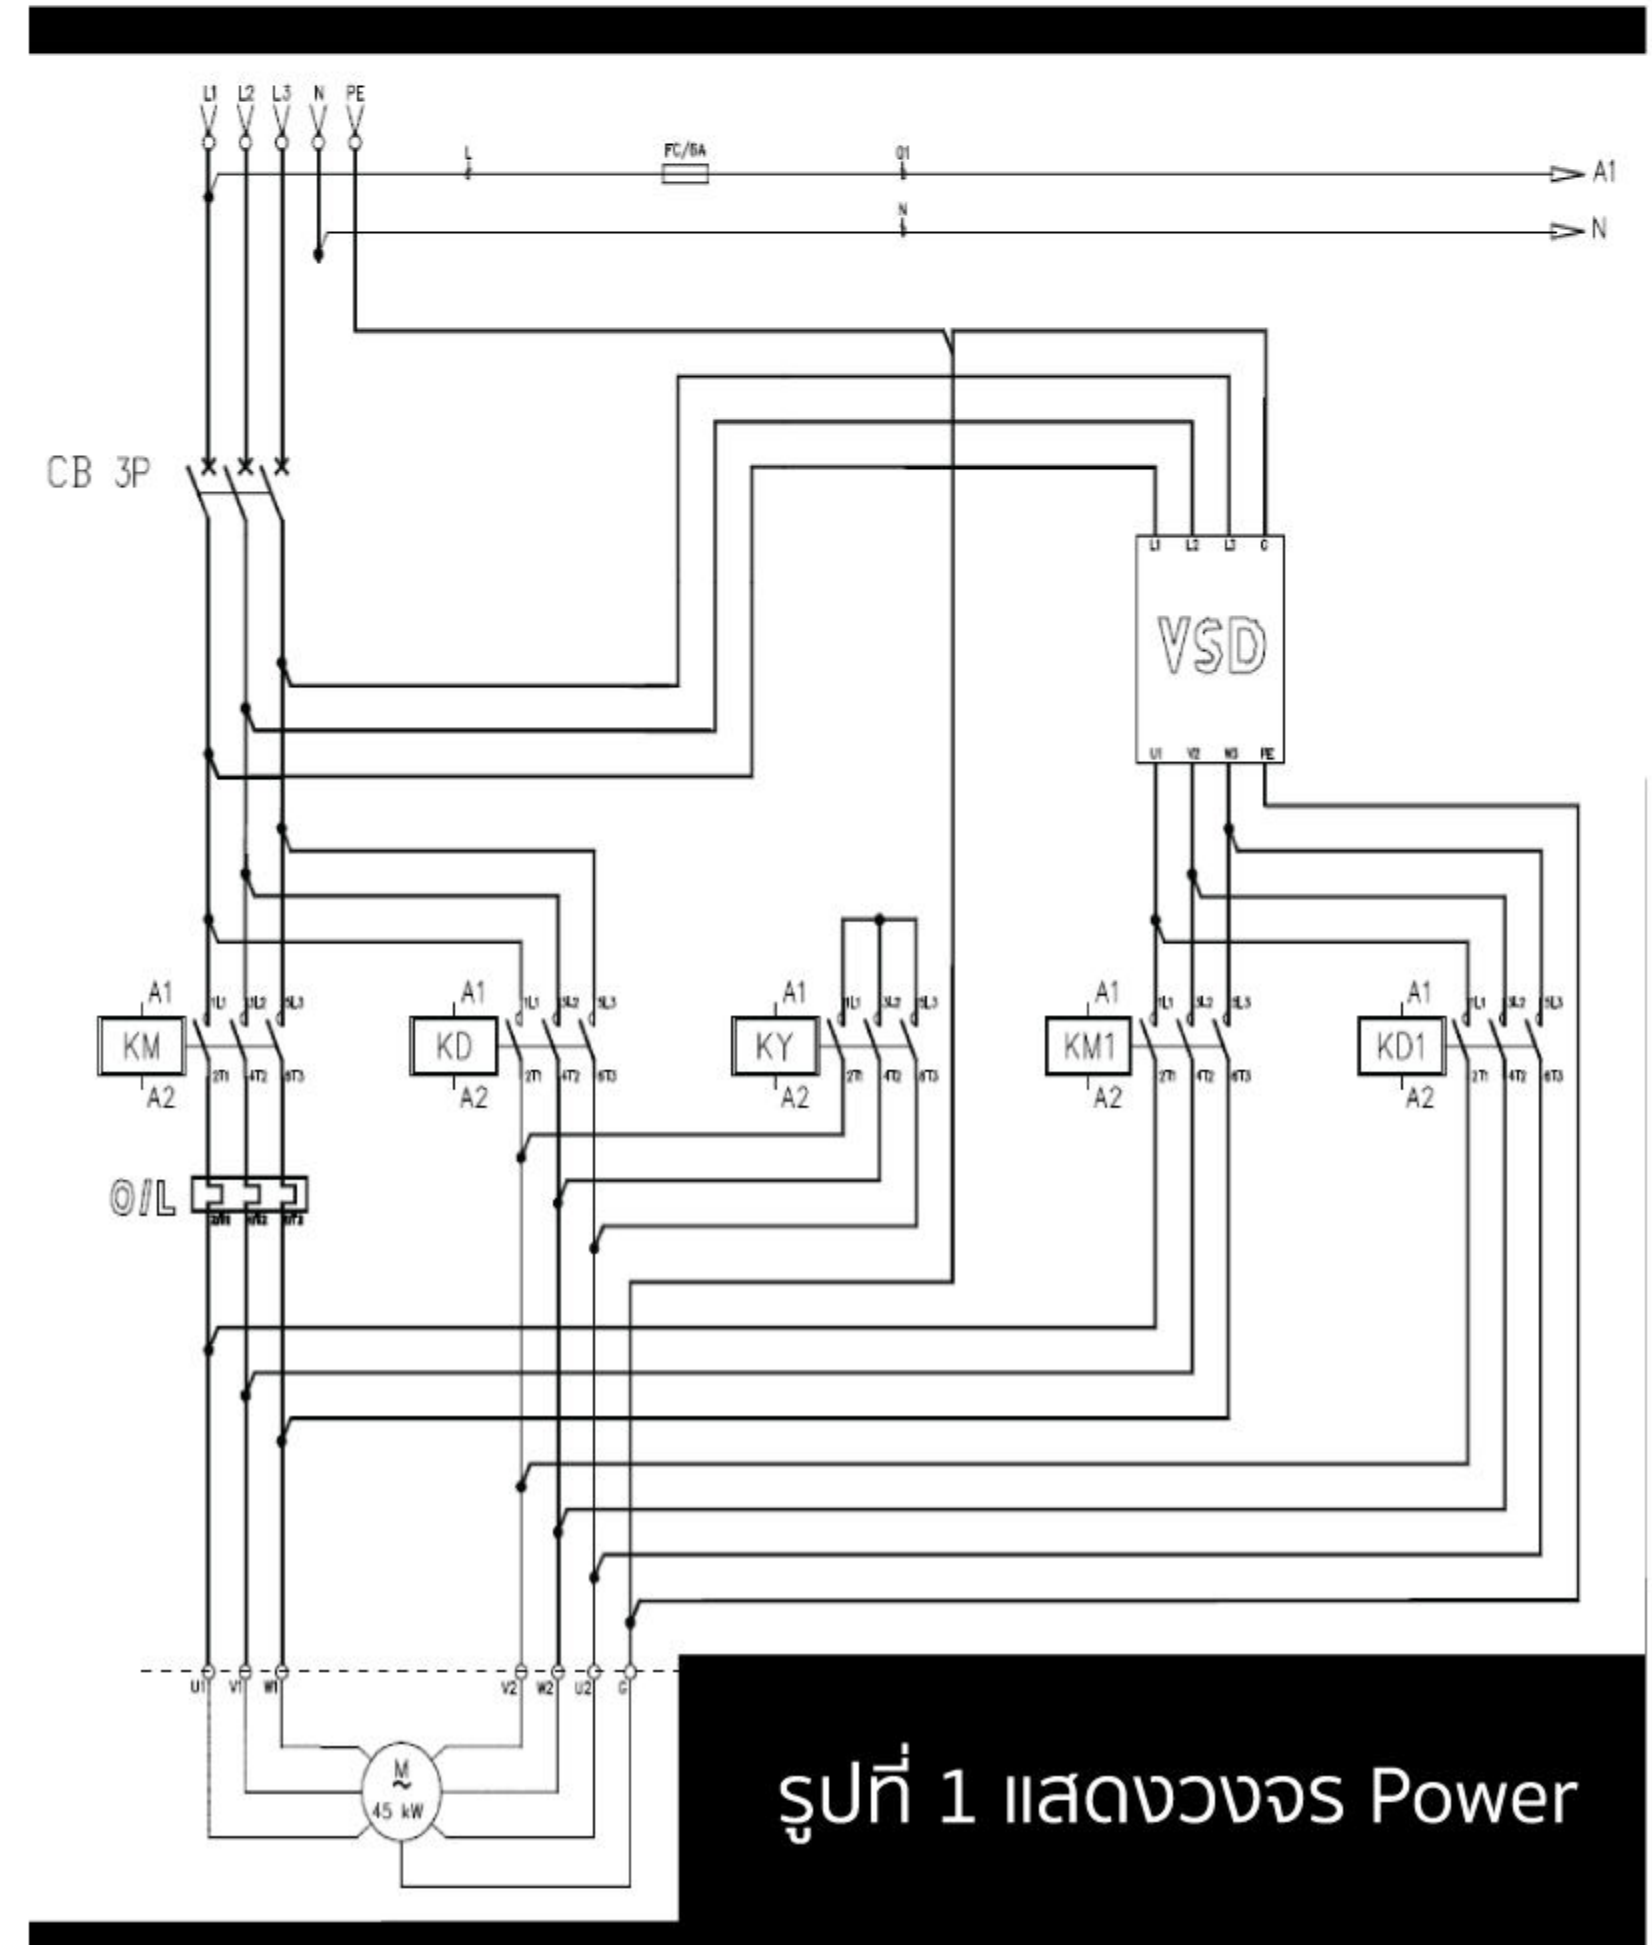 L1 L2 L3 N PE
L FC/6A 01 A1
N N
CB 3P
L1 L2 L3 G
VSD
U1 V2 W3 PE
A1 A1 A1 A1 A1
1L1 3L2 5L3 1L1 3L2 5L3 1L1 3L2 5L3 1L1 3L2 5L3 1L1 3L2 5L3
KM KD KY KM1 KD1
2T1 4T2 6T3 2T1 4T2 6T3 2T1 4T2 6T3 2T1 4T2 6T3 2T1 4T2 6T3
A2 A2 A2 A2 A2
O/L
U1 V1 W1 V2 W2 U2 G
M
~
45 kW
รูปที่ 1 แสดงวงจร Power